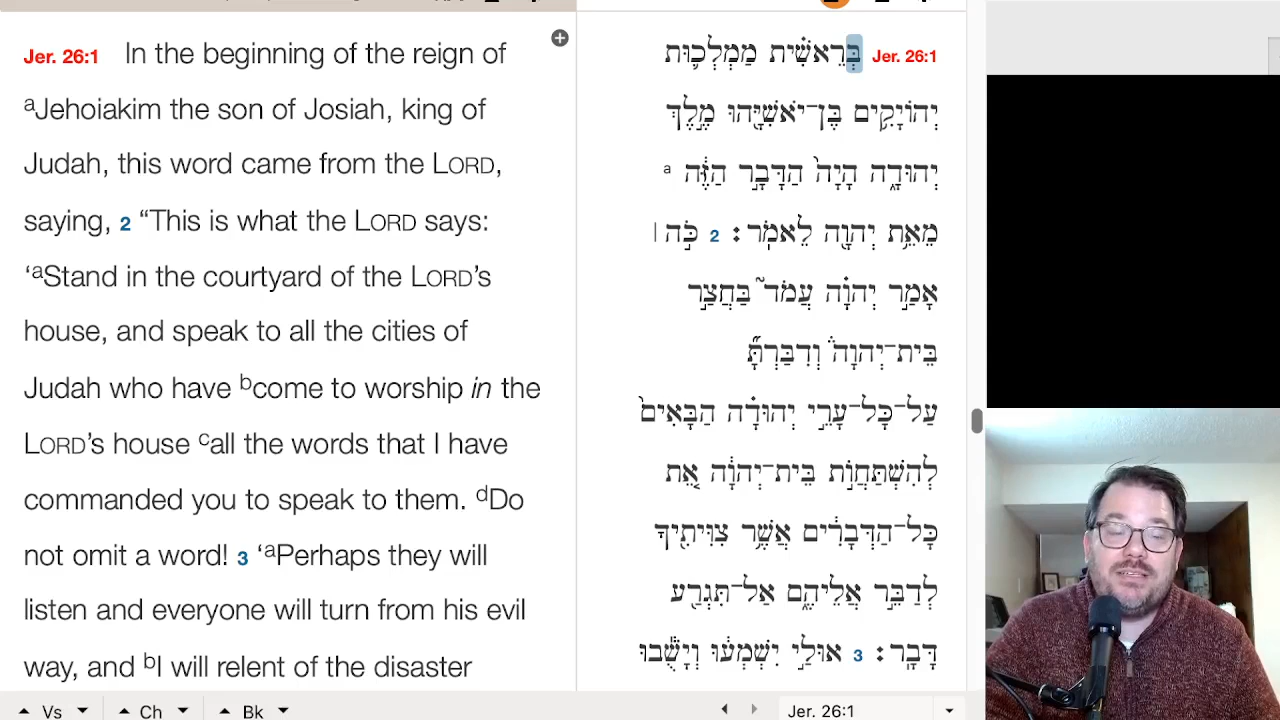 Jer. 26:1 In the beginning of the reign of
aJehoiakim the son of Josiah, king of
Judah, this word came from the LORD,
saying, 2 “This is what the LORD says:
‘aStand in the courtyard of the LORD’s
house, and speak to all the cities of
Judah who have bcome to worship in the
LORD’s house call the words that I have
commanded you to speak to them. dDo
not omit a word! 3 ‘aPerhaps they will
listen and everyone will turn from his evil
way, and bI will relent of the disaster
Jer. 26:1 בְּרֵאשִׁ֗ית מַמְלְכ֛וּת
יְהוֹיָקִ֥ים בֶּן־יֹאשִׁיָּ֖הוּ מֶ֣לֶךְ
יְהוּדָ֑ה הָיָה֙ הַדָּבָ֣ר הַזֶּ֔ה a
מֵאֵ֥ת יְהוָ֖ה לֵאמֹֽר׃ 2 כֹּ֣ה ׀
אָמַ֣ר יְהוָ֗ה עֲמֹד֮ בַּחֲצַ֣ר
בֵּית־יְהוָה֒ וְדִבַּרְתָּ֞
עַל־כָּל־עָרֵ֣י יְהוּדָ֗ה הַבָּאִים֙
לְהִשְׁתַּחֲוֺ֣ת בֵּית־יְהוָ֔ה אֵ֚ת
כָּל־הַדְּבָרִ֔ים אֲשֶׁ֥ר צִוִּיתִ֖יךָ
לְדַבֵּ֣ר אֲלֵיהֶ֑ם אַל־תִּגְרַ֖ע
דָּבָֽר׃ 3 אוּלַ֣י יִשְׁמְע֔וּ וְיָשֻׁ֕בוּ
Vs Ch Bk Jer. 26:1